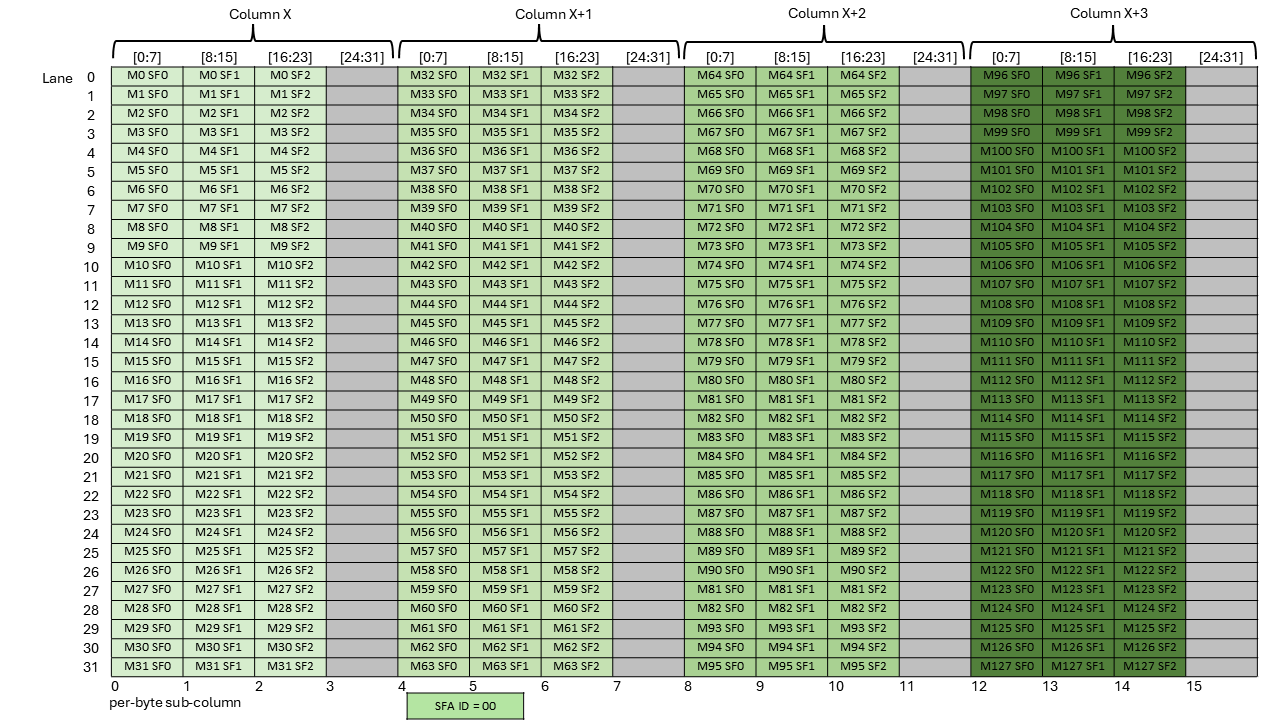 Column X Column X+1 Column X+2 Column X+3
[0:7] [8:15] [16:23] [24:31] [0:7] [8:15] [16:23] [24:31] [0:7] [8:15] [16:23] [24:31] [0:7] [8:15] [16:23] [24:31]
Lane 0 M0 SF0 M0 SF1 M0 SF2 M32 SF0 M32 SF1 M32 SF2 M64 SF0 M64 SF1 M64 SF2 M96 SF0 M96 SF1 M96 SF2
1 M1 SF0 M1 SF1 M1 SF2 M33 SF0 M33 SF1 M33 SF2 M65 SF0 M65 SF1 M65 SF2 M97 SF0 M97 SF1 M97 SF2
2 M2 SF0 M2 SF1 M2 SF2 M34 SF0 M34 SF1 M34 SF2 M66 SF0 M66 SF1 M66 SF2 M98 SF0 M98 SF1 M98 SF2
3 M3 SF0 M3 SF1 M3 SF2 M35 SF0 M35 SF1 M35 SF2 M67 SF0 M67 SF1 M67 SF2 M99 SF0 M99 SF1 M99 SF2
4 M4 SF0 M4 SF1 M4 SF2 M36 SF0 M36 SF1 M36 SF2 M68 SF0 M68 SF1 M68 SF2 M100 SF0 M100 SF1 M100 SF2
5 M5 SF0 M5 SF1 M5 SF2 M37 SF0 M37 SF1 M37 SF2 M69 SF0 M69 SF1 M69 SF2 M101 SF0 M101 SF1 M101 SF2
6 M6 SF0 M6 SF1 M6 SF2 M38 SF0 M38 SF1 M38 SF2 M70 SF0 M70 SF1 M70 SF2 M102 SF0 M102 SF1 M102 SF2
7 M7 SF0 M7 SF1 M7 SF2 M39 SF0 M39 SF1 M39 SF2 M71 SF0 M71 SF1 M71 SF2 M103 SF0 M103 SF1 M103 SF2
8 M8 SF0 M8 SF1 M8 SF2 M40 SF0 M40 SF1 M40 SF2 M72 SF0 M72 SF1 M72 SF2 M104 SF0 M104 SF1 M104 SF2
9 M9 SF0 M9 SF1 M9 SF2 M41 SF0 M41 SF1 M41 SF2 M73 SF0 M73 SF1 M73 SF2 M105 SF0 M105 SF1 M105 SF2
10 M10 SF0 M10 SF1 M10 SF2 M42 SF0 M42 SF1 M42 SF2 M74 SF0 M74 SF1 M74 SF2 M106 SF0 M106 SF1 M106 SF2
11 M11 SF0 M11 SF1 M11 SF2 M43 SF0 M43 SF1 M43 SF2 M75 SF0 M75 SF1 M75 SF2 M107 SF0 M107 SF1 M107 SF2
12 M12 SF0 M12 SF1 M12 SF2 M44 SF0 M44 SF1 M44 SF2 M76 SF0 M76 SF1 M76 SF2 M108 SF0 M108 SF1 M108 SF2
13 M13 SF0 M13 SF1 M13 SF2 M45 SF0 M45 SF1 M45 SF2 M77 SF0 M77 SF1 M77 SF2 M109 SF0 M109 SF1 M109 SF2
14 M14 SF0 M14 SF1 M14 SF2 M46 SF0 M46 SF1 M46 SF2 M78 SF0 M78 SF1 M78 SF2 M110 SF0 M110 SF1 M110 SF2
15 M15 SF0 M15 SF1 M15 SF2 M47 SF0 M47 SF1 M47 SF2 M79 SF0 M79 SF1 M79 SF2 M111 SF0 M111 SF1 M111 SF2
16 M16 SF0 M16 SF1 M16 SF2 M48 SF0 M48 SF1 M48 SF2 M80 SF0 M80 SF1 M80 SF2 M112 SF0 M112 SF1 M112 SF2
17 M17 SF0 M17 SF1 M17 SF2 M49 SF0 M49 SF1 M49 SF2 M81 SF0 M81 SF1 M81 SF2 M113 SF0 M113 SF1 M113 SF2
18 M18 SF0 M18 SF1 M18 SF2 M50 SF0 M50 SF1 M50 SF2 M82 SF0 M82 SF1 M82 SF2 M114 SF0 M114 SF1 M114 SF2
19 M19 SF0 M19 SF1 M19 SF2 M51 SF0 M51 SF1 M51 SF2 M83 SF0 M83 SF1 M83 SF2 M115 SF0 M115 SF1 M115 SF2
20 M20 SF0 M20 SF1 M20 SF2 M52 SF0 M52 SF1 M52 SF2 M84 SF0 M84 SF1 M84 SF2 M116 SF0 M116 SF1 M116 SF2
21 M21 SF0 M21 SF1 M21 SF2 M53 SF0 M53 SF1 M53 SF2 M85 SF0 M85 SF1 M85 SF2 M117 SF0 M117 SF1 M117 SF2
22 M22 SF0 M22 SF1 M22 SF2 M54 SF0 M54 SF1 M54 SF2 M86 SF0 M86 SF1 M86 SF2 M118 SF0 M118 SF1 M118 SF2
23 M23 SF0 M23 SF1 M23 SF2 M55 SF0 M55 SF1 M55 SF2 M87 SF0 M87 SF1 M87 SF2 M119 SF0 M119 SF1 M119 SF2
24 M24 SF0 M24 SF1 M24 SF2 M56 SF0 M56 SF1 M56 SF2 M88 SF0 M88 SF1 M88 SF2 M120 SF0 M120 SF1 M120 SF2
25 M25 SF0 M25 SF1 M25 SF2 M57 SF0 M57 SF1 M57 SF2 M89 SF0 M89 SF1 M89 SF2 M121 SF0 M121 SF1 M121 SF2
26 M26 SF0 M26 SF1 M26 SF2 M58 SF0 M58 SF1 M58 SF2 M90 SF0 M90 SF1 M90 SF2 M122 SF0 M122 SF1 M122 SF2
27 M27 SF0 M27 SF1 M27 SF2 M59 SF0 M59 SF1 M59 SF2 M81 SF0 M81 SF1 M81 SF2 M123 SF0 M123 SF1 M123 SF2
28 M28 SF0 M28 SF1 M28 SF2 M60 SF0 M60 SF1 M60 SF2 M82 SF0 M82 SF1 M82 SF2 M124 SF0 M124 SF1 M124 SF2
29 M29 SF0 M29 SF1 M29 SF2 M61 SF0 M61 SF1 M61 SF2 M93 SF0 M93 SF1 M93 SF2 M125 SF0 M125 SF1 M125 SF2
30 M30 SF0 M30 SF1 M30 SF2 M62 SF0 M62 SF1 M62 SF2 M94 SF0 M94 SF1 M94 SF2 M126 SF0 M126 SF1 M126 SF2
31 M31 SF0 M31 SF1 M31 SF2 M63 SF0 M63 SF1 M63 SF2 M95 SF0 M95 SF1 M95 SF2 M127 SF0 M127 SF1 M127 SF2
0 1 2 3 4 5 6 7 8 9 10 11 12 13 14 15
per-byte sub-column
SFA ID = 00